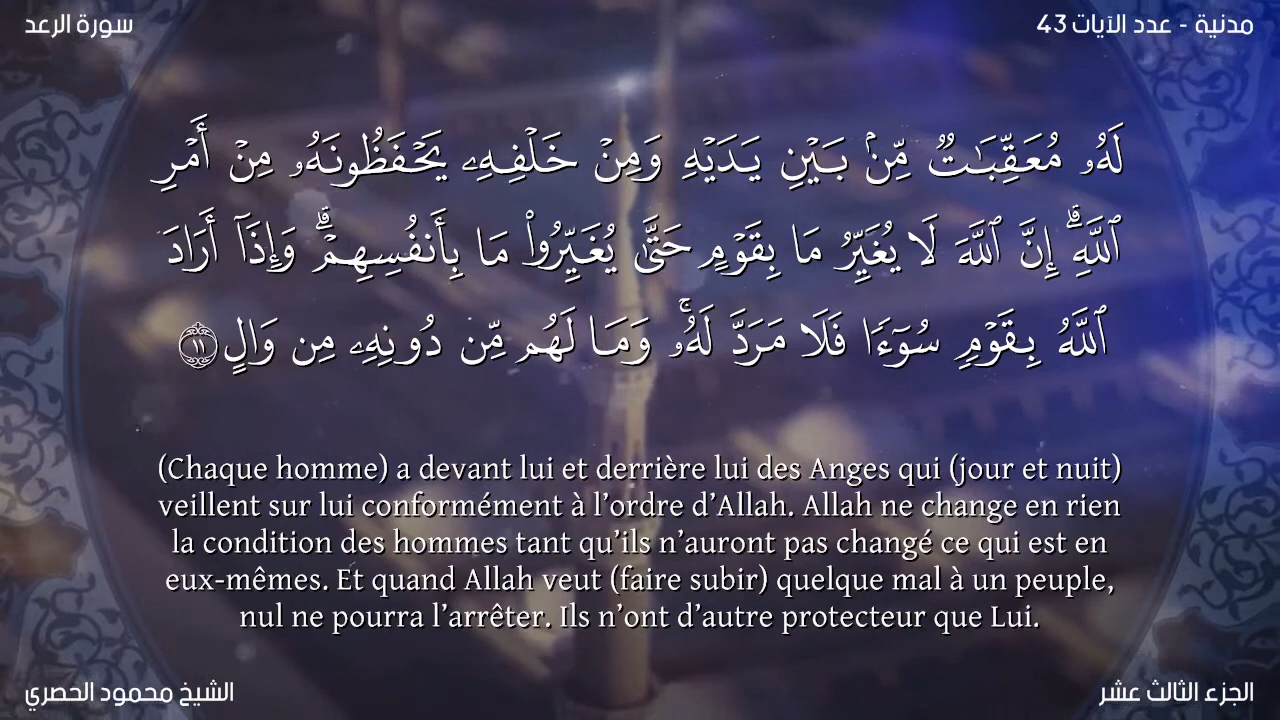 سورة الرعد
مدنية - عدد الآيات 43
لَهُۥ مُعَقِّبَـٰتٌ مِّنۢ بَيْنِ يَدَيْهِ وَمِنْ خَلْفِهِۦ يَحْفَظُونَهُۥ مِنْ أَمْرِ
ٱللَّهِ ۗ إِنَّ ٱللَّهَ لَا يُغَيِّرُ مَا بِقَوْمٍ حَتَّىٰ يُغَيِّرُوا۟ مَا بِأَنفُسِهِمْ ۗ وَإِذَآ أَرَادَ
ٱللَّهُ بِقَوْمٍ سُوٓءًا فَلَا مَرَدَّ لَهُۥ ۚ وَمَا لَهُم مِّن دُونِهِۦ مِن وَالٍ ١١
(Chaque homme) a devant lui et derrière lui des Anges qui (jour et nuit)
veillent sur lui conformément à l’ordre d’Allah. Allah ne change en rien
la condition des hommes tant qu’ils n’auront pas changé ce qui est en
eux-mêmes. Et quand Allah veut (faire subir) quelque mal à un peuple,
nul ne pourra l’arrêter. Ils n’ont d’autre protecteur que Lui.
الشيخ محمود الحصري
الجزء الثالث عشر